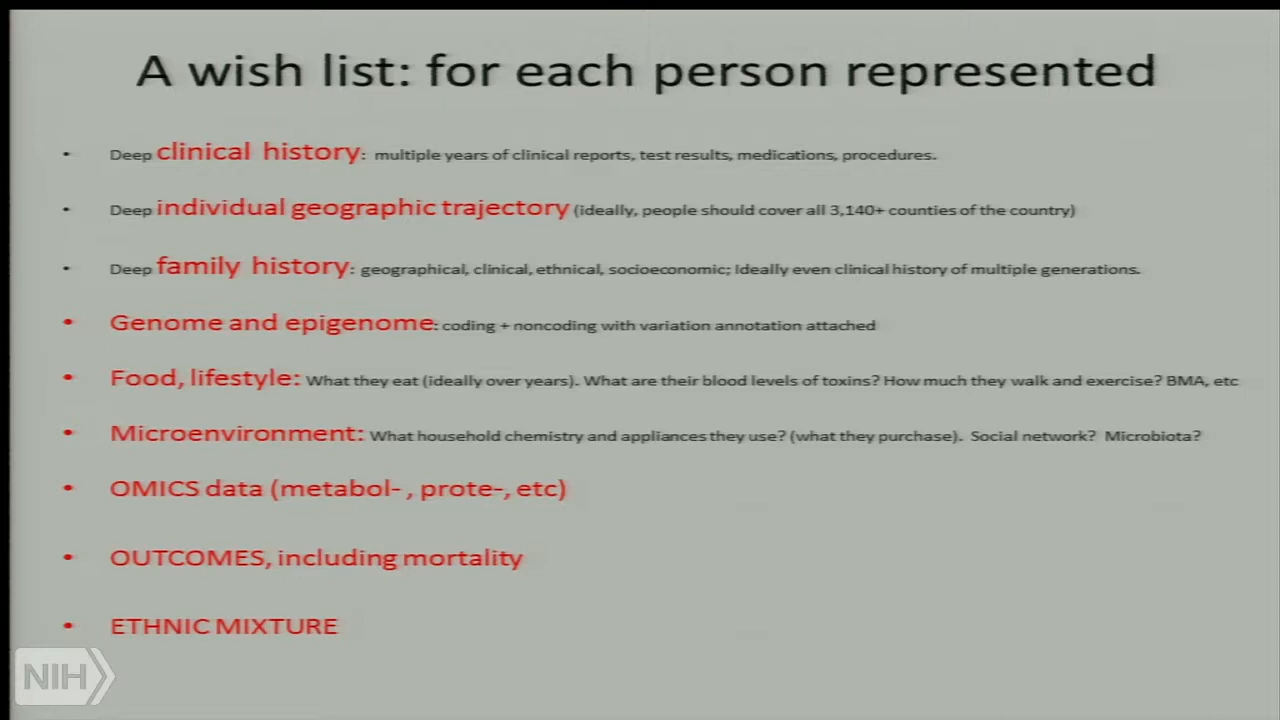 A wish list: for each person represented
• Deep clinical history: multiple years of clinical reports, test results, medications, procedures.
• Deep individual geographic trajectory (ideally, people should cover all 3,140+ counties of the country)
• Deep family history: geographical, clinical, ethnical, socioeconomic; Ideally even clinical history of multiple generations.
• Genome and epigenome: coding + noncoding with variation annotation attached
• Food, lifestyle: What they eat (ideally over years). What are their blood levels of toxins? How much they walk and exercise? BMA, etc
• Microenvironment: What household chemistry and appliances they use? (what they purchase). Social network? Microbiota?
• OMICS data (metabol- , prote-, etc)
• OUTCOMES, including mortality
• ETHNIC MIXTURE
NIH